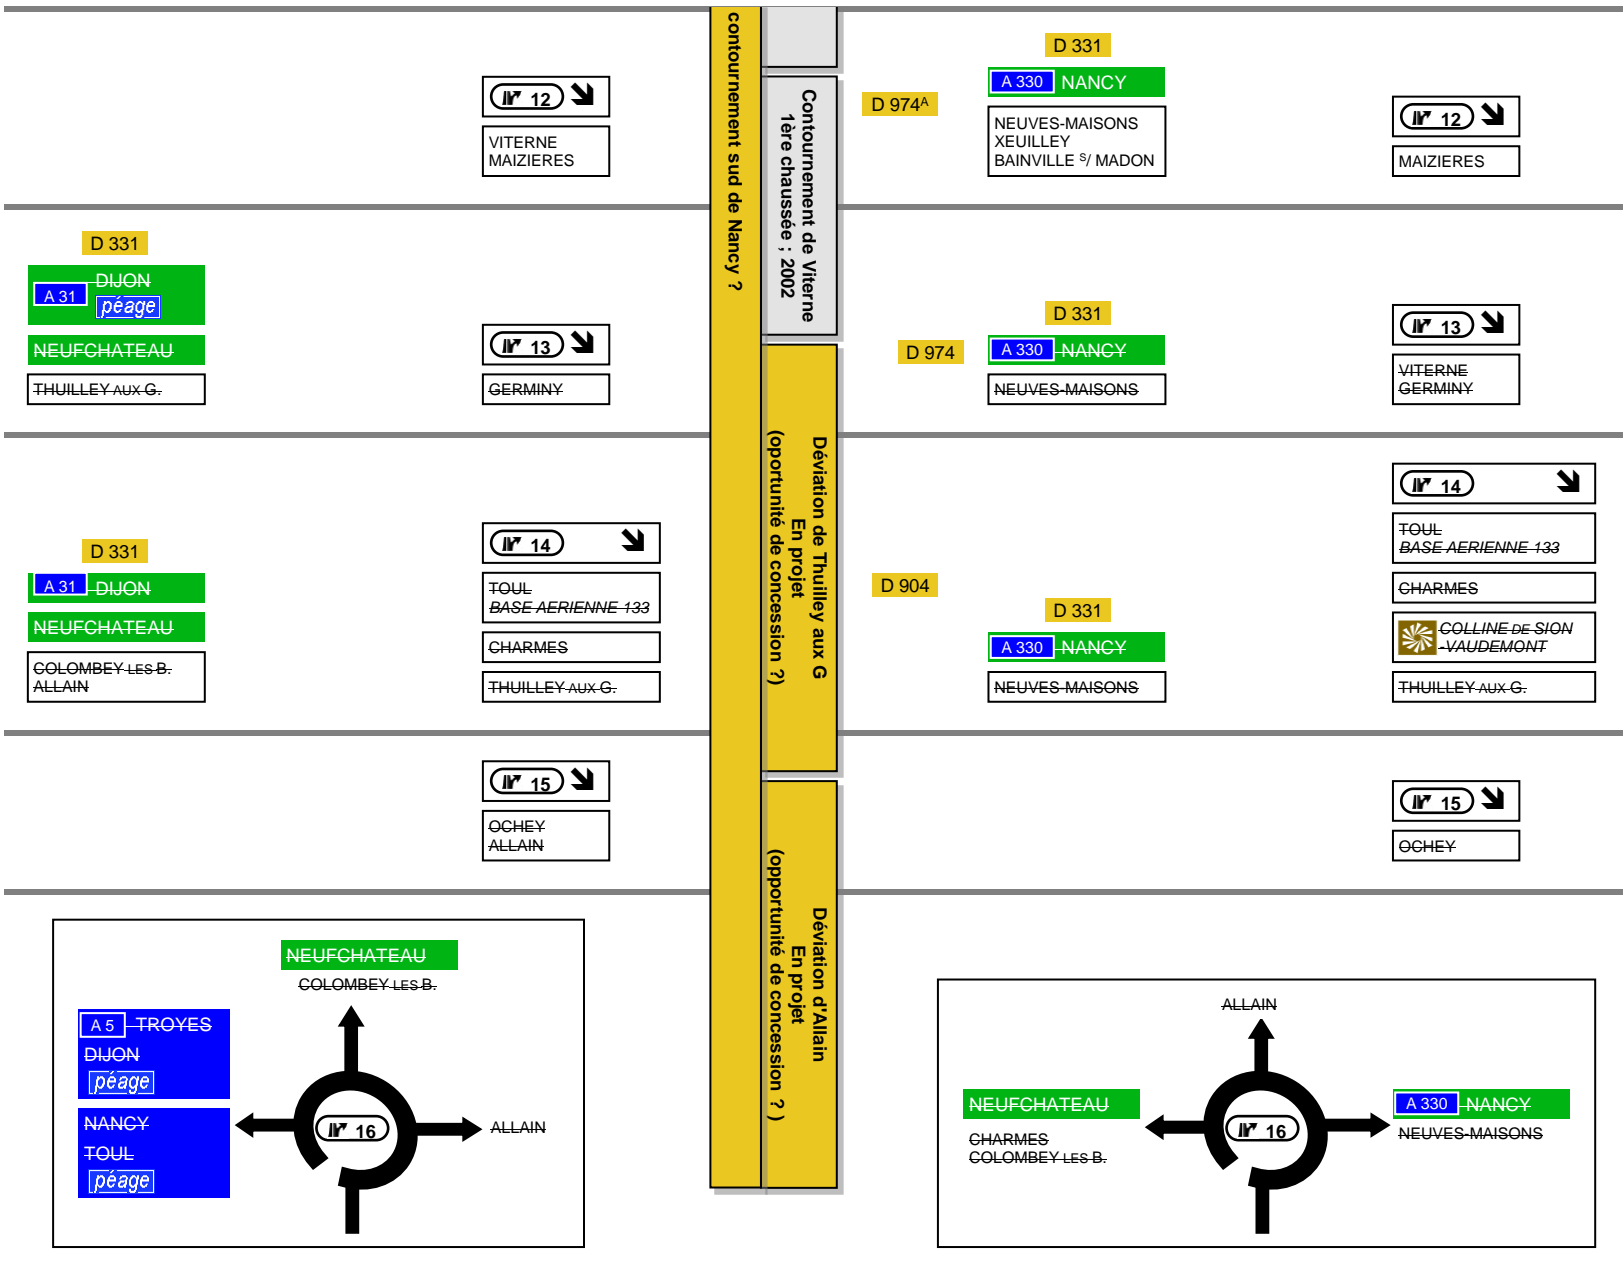 contournement sud de Nancy ?
Contournement de Viterne
1ère chaussée ; 2002
Déviation de Thuilley aux G
En projet
(oportunité de concession ?)
Déviation d'Allain
En projet
(opportunité de concession ? )
12
VITERNE
MAIZIERES
D 974A
D 331
A 330 NANCY
NEUVES-MAISONS
XEUILLEY
BAINVILLE S/ MADON
12
MAIZIERES
D 331
A 31 DIJON
péage
NEUFCHATEAU
THUILLEY AUX G.
13
GERMINY
D 974
D 331
A 330 NANCY
NEUVES-MAISONS
13
VITERNE
GERMINY
D 331
A 31 DIJON
NEUFCHATEAU
COLOMBEY LES B.
ALLAIN
14
TOUL
BASE AERIENNE 133
CHARMES
THUILLEY AUX G.
D 904
D 331
A 330 NANCY
NEUVES-MAISONS
14
TOUL
BASE AERIENNE 133
CHARMES
COLLINE DE SION
-VAUDEMONT
THUILLEY AUX G.
15
OCHEY
ALLAIN
15
OCHEY
NEUFCHATEAU
COLOMBEY LES B.
A 5 TROYES
DIJON
péage
NANCY
TOUL
péage
16
ALLAIN
ALLAIN
NEUFCHATEAU
CHARMES
COLOMBEY LES B.
16
A 330 NANCY
NEUVES-MAISONS